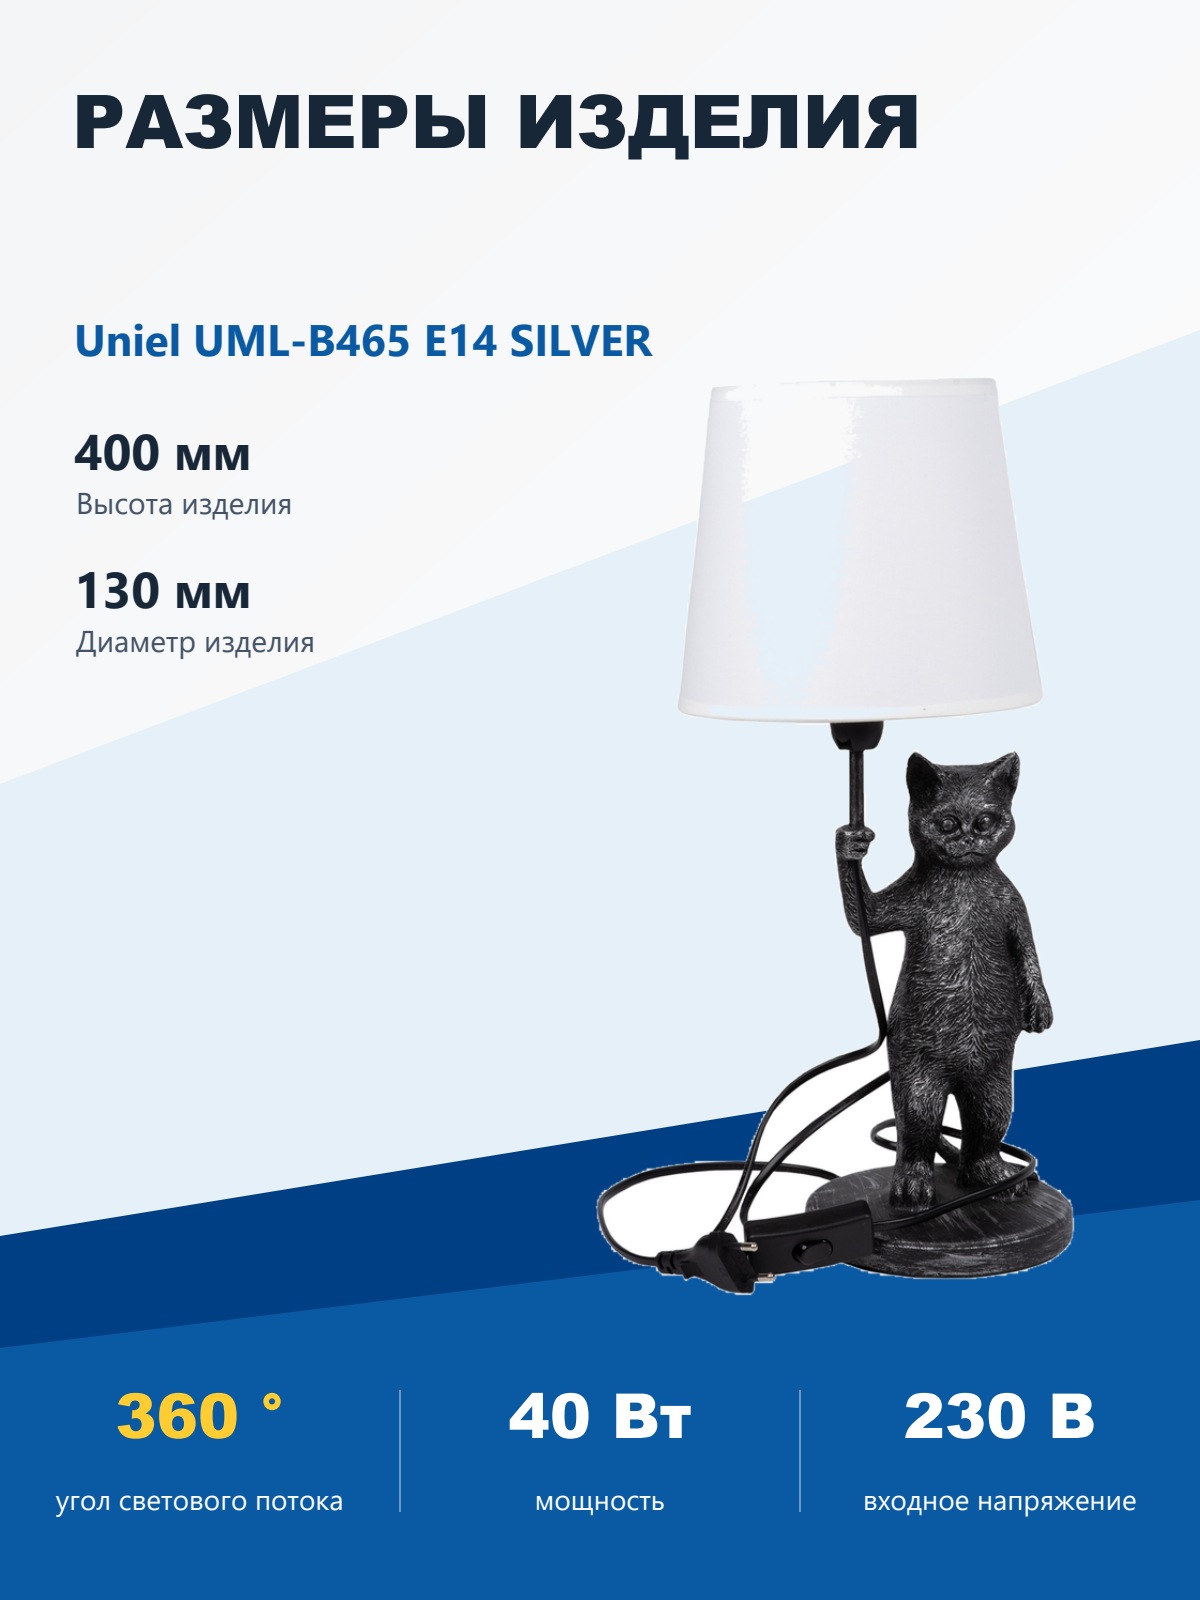 РАЗМЕРЫ ИЗДЕЛИЯ
Uniel UML-B465 E14 SILVER
400 мм
Высота изделия
130 мм
Диаметр изделия
360 °
угол светового потока
40 Вт
мощность
230 В
входное напряжение